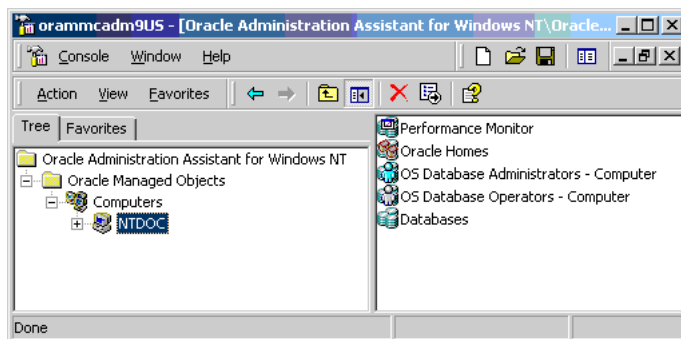 orammcadm9US - [Oracle Administration Assistant for Windows NT\Oracle...
Console Window Help
Action View Favorites
Tree Favorites
Oracle Administration Assistant for Windows NT
Oracle Managed Objects
Computers
NTDOC
Performance Monitor
Oracle Homes
OS Database Administrators - Computer
OS Database Operators - Computer
Databases
Done